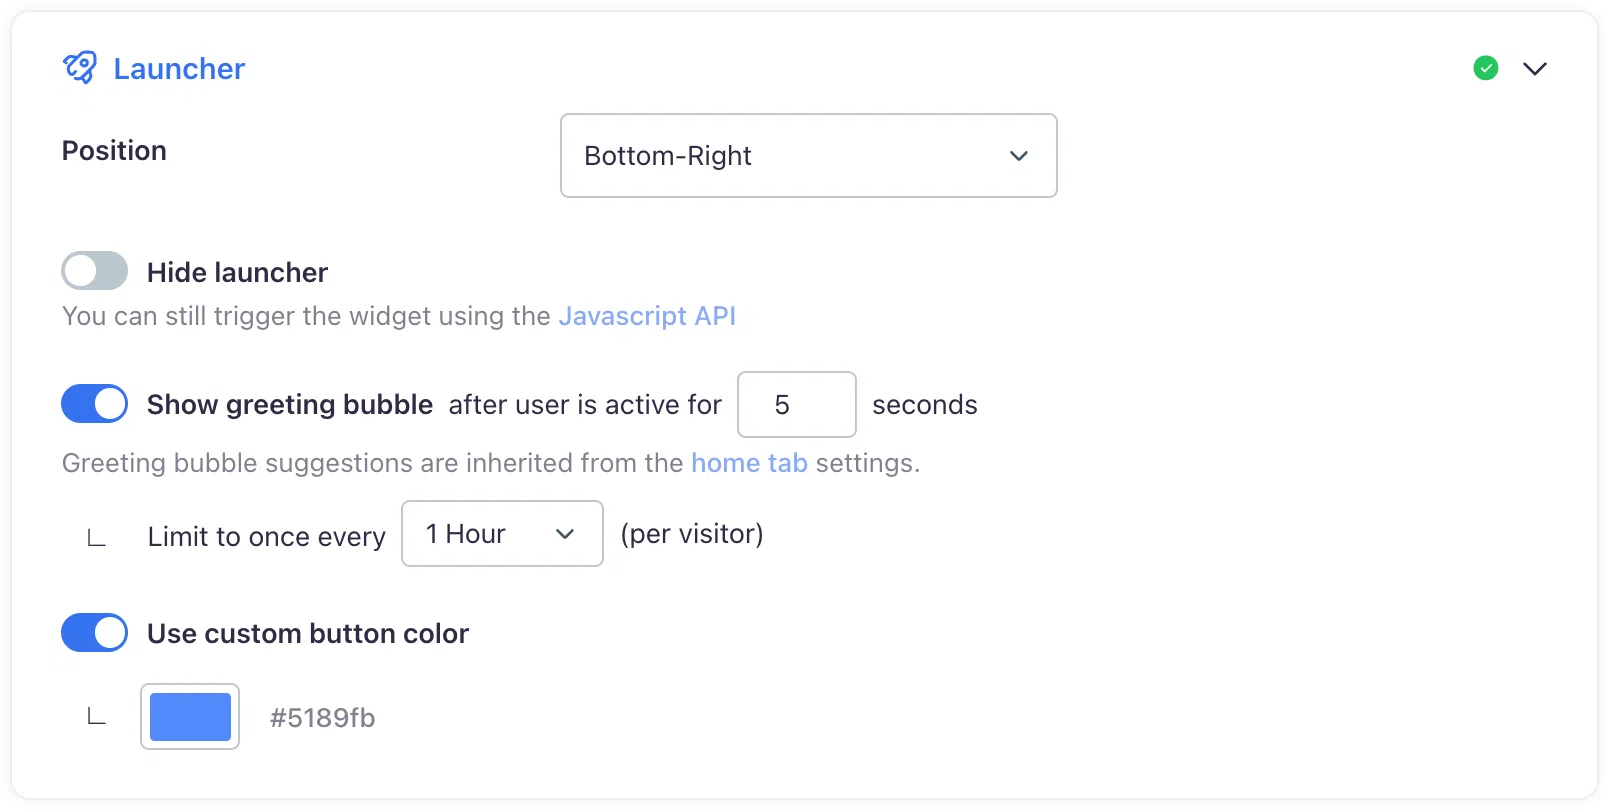 Launcher
Position
Bottom-Right
Hide launcher
You can still trigger the widget using the Javascript API
Show greeting bubble after user is active for 5 seconds
Greeting bubble suggestions are inherited from the home tab settings.
Limit to once every 1 Hour (per visitor)
Use custom button color
#5189fb